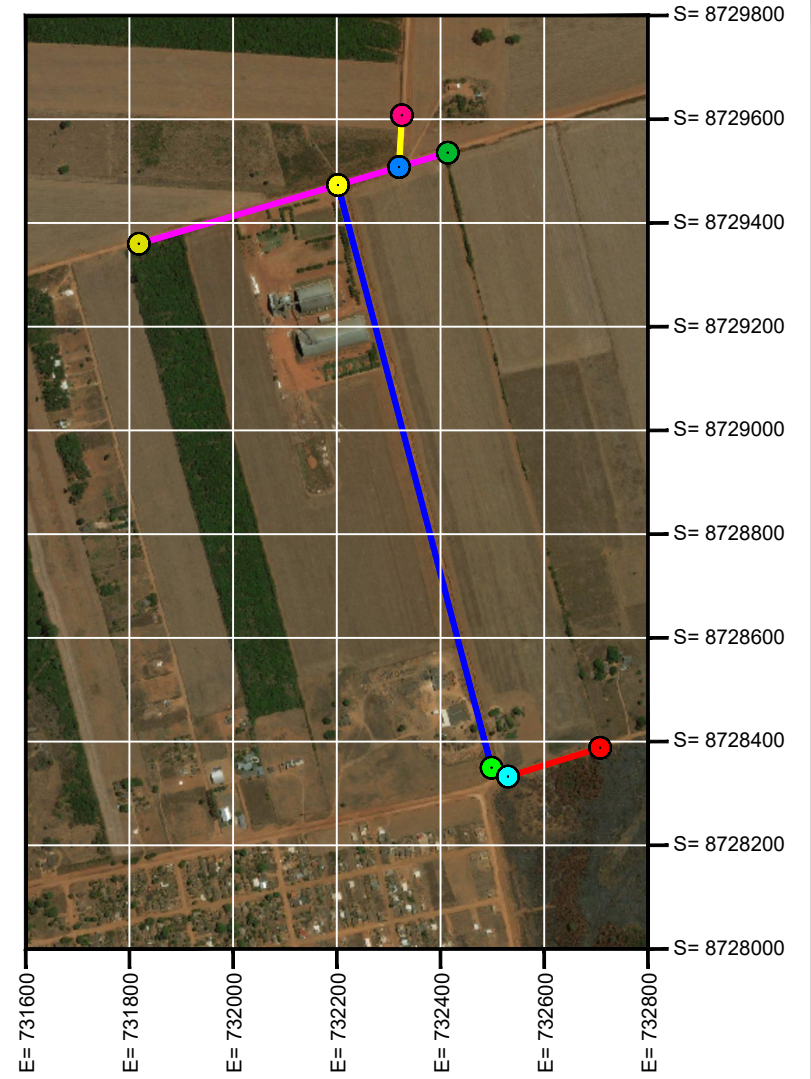 S= 8729800
S= 8729600
S= 8729400
S= 8729200
S= 8729000
S= 8728800
S= 8728600
S= 8728400
S= 8728200
S= 8728000
E= 731600
E= 731800
E= 732000
E= 732200
E= 732400
E= 732600
E= 732800